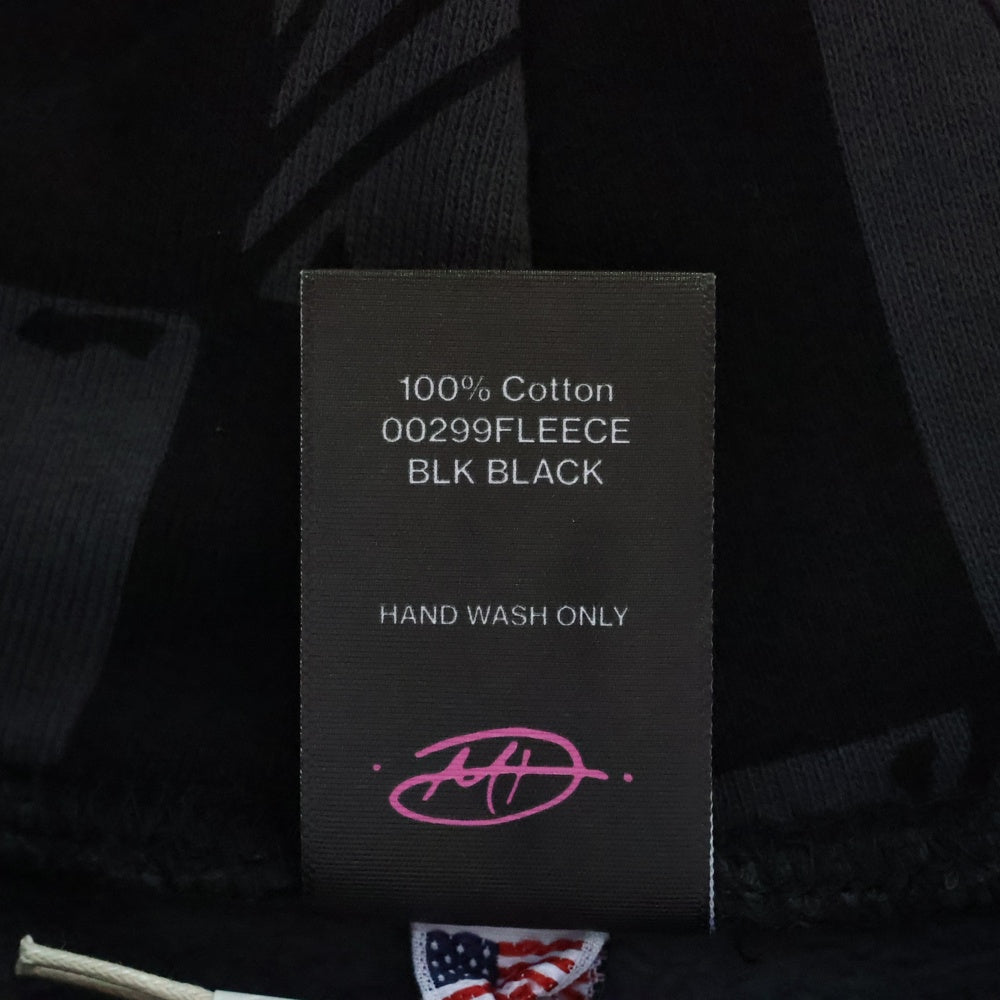 100% Cotton
00299FLEECE
BLK BLACK
HAND WASH ONLY